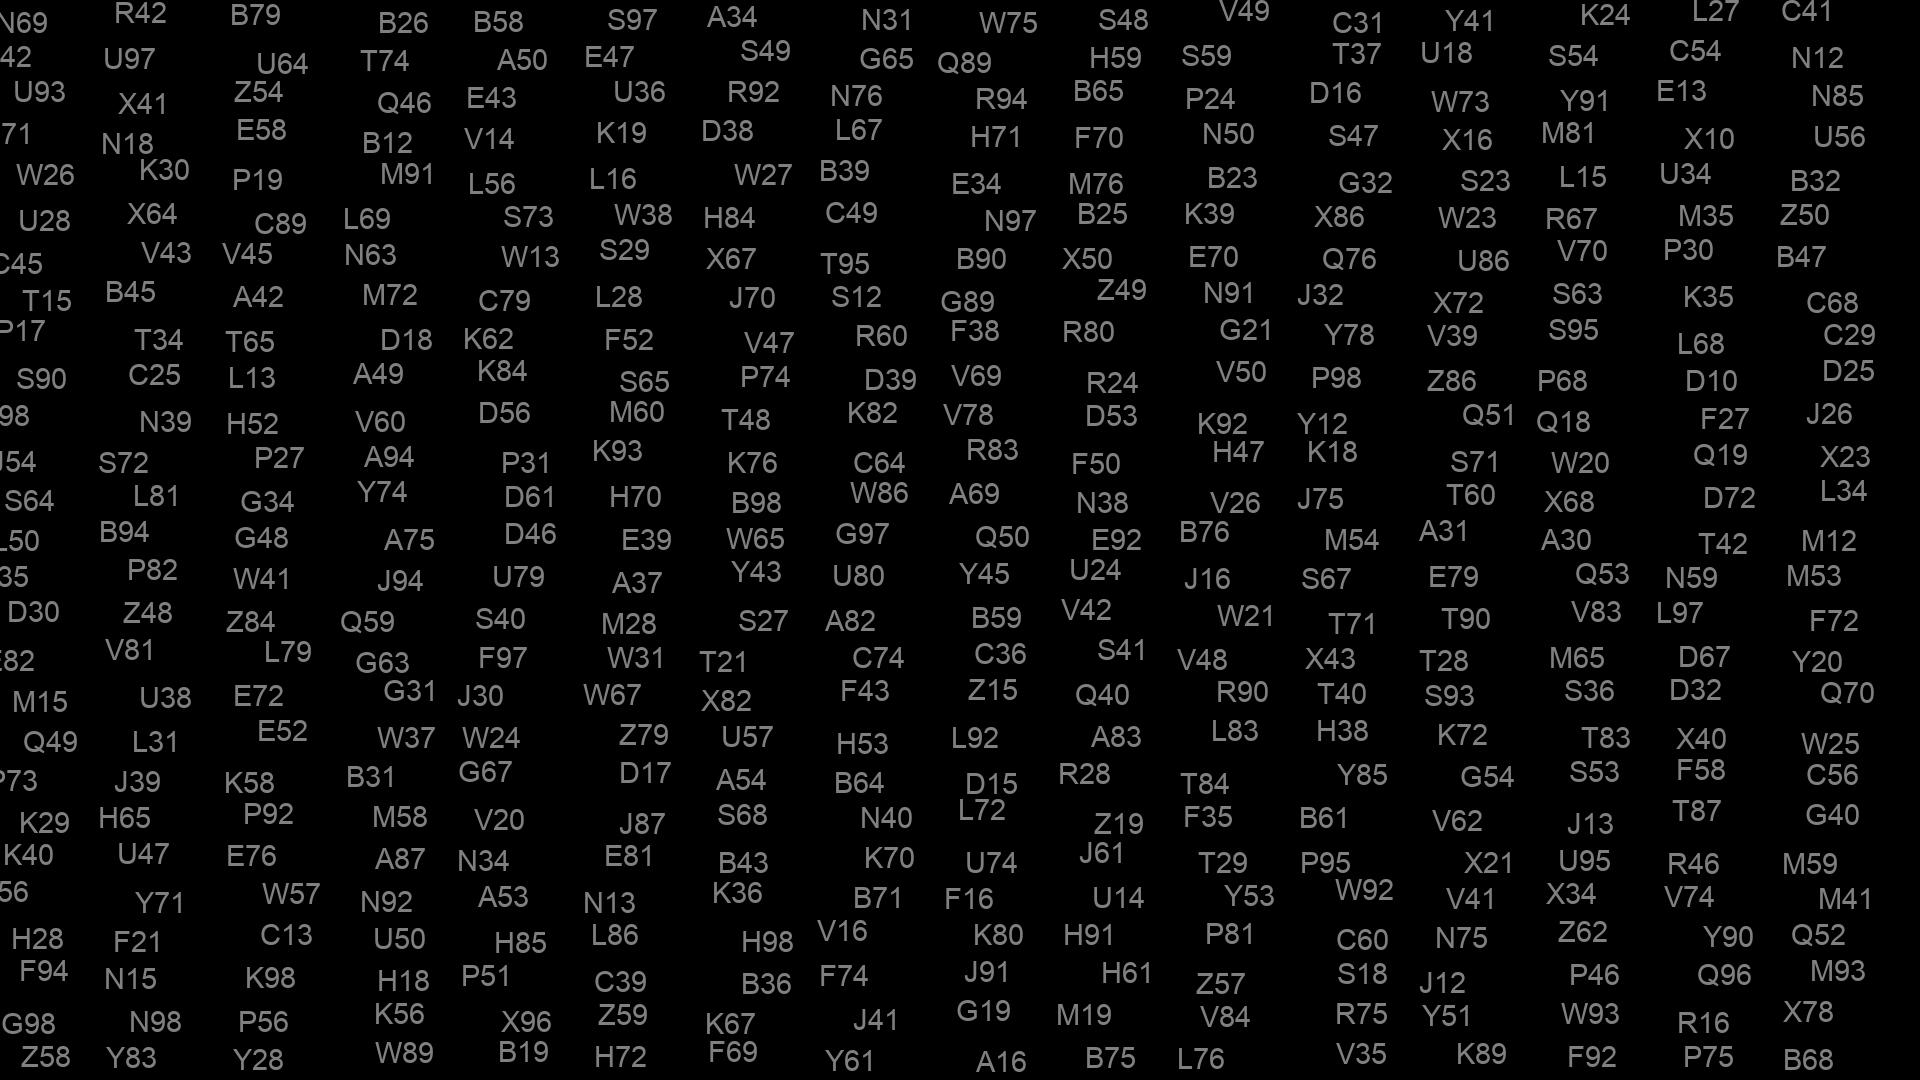 N69 R42 B79 B26 B58 S97 A34 N31 W75 S48 V49 C31 Y41 K24 L27 C41
42 U97 U64 T74 A50 E47 S49 G65 Q89 H59 S59 T37 U18 S54 C54 N12
U93 X41 Z54 Q46 E43 U36 R92 N76 R94 B65 P24 D16 W73 Y91 E13 N85
71 N18 E58 B12 V14 K19 D38 L67 H71 F70 N50 S47 X16 M81 X10 U56
W26 K30 P19 M91 L56 L16 W27 B39 E34 M76 B23 G32 S23 L15 U34 B32
U28 X64 C89 L69 S73 W38 H84 C49 N97 B25 K39 X86 W23 R67 M35 Z50
C45 V43 V45 N63 W13 S29 X67 T95 B90 X50 E70 Q76 U86 V70 P30 B47
T15 B45 A42 M72 C79 L28 J70 S12 G89 Z49 N91 J32 X72 S63 K35 C68
P17 T34 T65 D18 K62 F52 V47 R60 F38 R80 G21 Y78 V39 S95 L68 C29
S90 C25 L13 A49 K84 S65 P74 D39 V69 R24 V50 P98 Z86 P68 D10 D25
98 N39 H52 V60 D56 M60 T48 K82 V78 D53 K92 Y12 Q51 Q18 F27 J26
54 S72 P27 A94 P31 K93 K76 C64 R83 F50 H47 K18 S71 W20 Q19 X23
S64 L81 G34 Y74 D61 H70 B98 W86 A69 N38 V26 J75 T60 X68 D72 L34
L50 B94 G48 A75 D46 E39 W65 G97 Q50 E92 B76 M54 A31 A30 T42 M12
35 P82 W41 J94 U79 A37 Y43 U80 Y45 U24 J16 S67 E79 Q53 N59 M53
D30 Z48 Z84 Q59 S40 M28 S27 A82 B59 V42 W21 T71 T90 V83 L97 F72
E82 V81 L79 G63 F97 W31 T21 C74 C36 S41 V48 X43 T28 M65 D67 Y20
M15 U38 E72 G31 J30 W67 X82 F43 Z15 Q40 R90 T40 S93 S36 D32 Q70
Q49 L31 E52 W37 W24 Z79 U57 H53 L92 A83 L83 H38 K72 T83 X40 W25
P73 J39 K58 B31 G67 D17 A54 B64 D15 R28 T84 Y85 G54 S53 F58 C56
K29 H65 P92 M58 V20 J87 S68 N40 L72 Z19 F35 B61 V62 J13 T87 G40
K40 U47 E76 A87 N34 E81 B43 K70 U74 J61 T29 P95 X21 U95 R46 M59
56 Y71 W57 N92 A53 N13 K36 B71 F16 U14 Y53 W92 V41 X34 V74 M41
H28 F21 C13 U50 H85 L86 H98 V16 K80 H91 P81 C60 N75 Z62 Y90 Q52
F94 N15 K98 H18 P51 C39 B36 F74 J91 H61 Z57 S18 J12 P46 Q96 M93
G98 N98 P56 K56 X96 Z59 K67 J41 G19 M19 V84 R75 Y51 W93 R16 X78
Z58 Y83 Y28 W89 B19 H72 F69 Y61 A16 B75 L76 V35 K89 F92 P75 B68